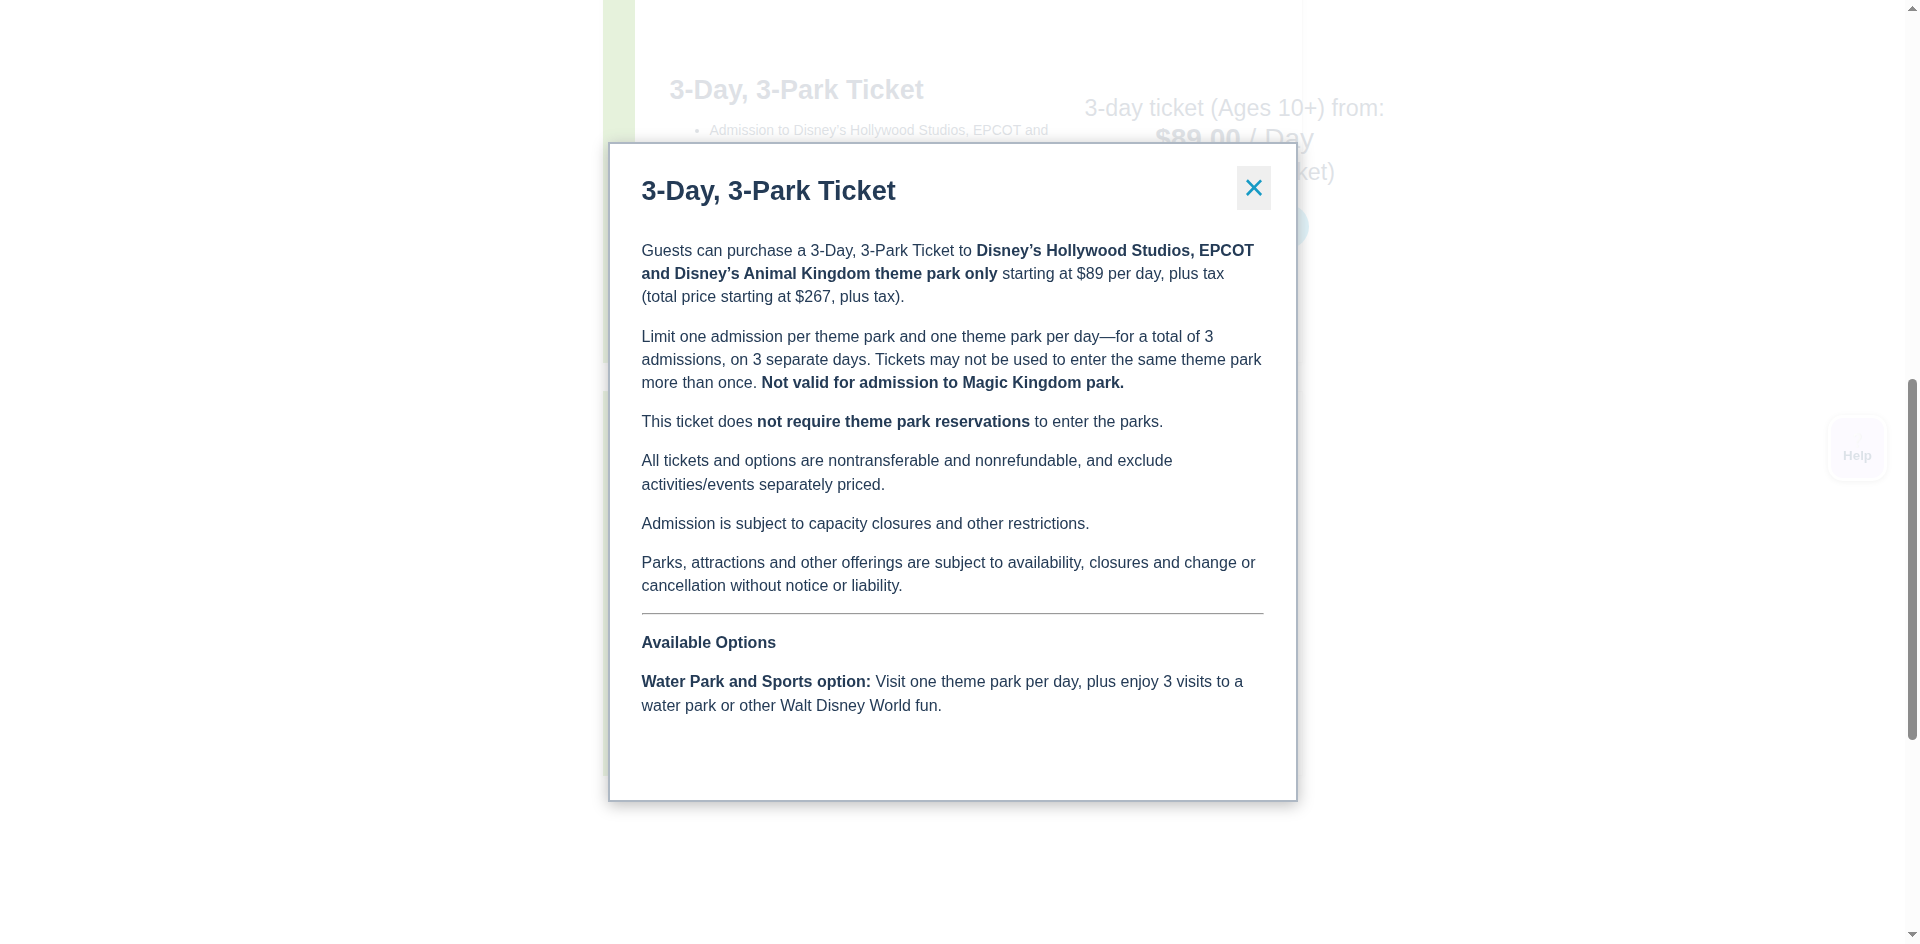 3-Day, 3-Park Ticket
• Admission to Disney's Hollywood Studios, EPCOT and
3-day ticket (Ages 10+) from:
$89.00 / Day
ket)
3-Day, 3-Park Ticket
Guests can purchase a 3-Day, 3-Park Ticket to Disney’s Hollywood Studios, EPCOT
and Disney’s Animal Kingdom theme park only starting at $89 per day, plus tax
(total price starting at $267, plus tax).
Limit one admission per theme park and one theme park per day—for a total of 3
admissions, on 3 separate days. Tickets may not be used to enter the same theme park
more than once. Not valid for admission to Magic Kingdom park.
This ticket does not require theme park reservations to enter the parks.
All tickets and options are nontransferable and nonrefundable, and exclude
activities/events separately priced.
Admission is subject to capacity closures and other restrictions.
Parks, attractions and other offerings are subject to availability, closures and change or
cancellation without notice or liability.
Available Options
Water Park and Sports option: Visit one theme park per day, plus enjoy 3 visits to a
water park or other Walt Disney World fun.
Help